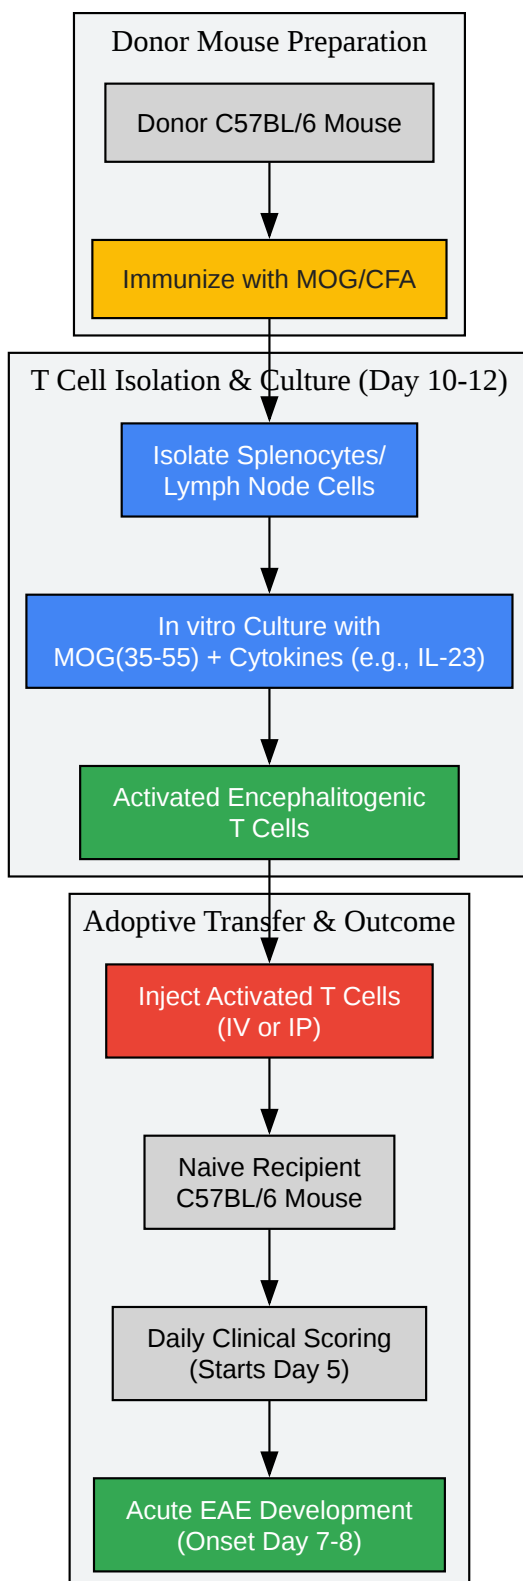 Donor Mouse Preparation
Donor C57BL/6 Mouse
Immunize with MOG/CFA
T Cell Isolation & Culture (Day 10-12)
Isolate Splenocytes/
Lymph Node Cells
In vitro Culture with
MOG(35-55) + Cytokines (e.g., IL-23)
Activated Encephalitogenic
T Cells
Adoptive Transfer & Outcome
Inject Activated T Cells
(IV or IP)
Naive Recipient
C57BL/6 Mouse
Daily Clinical Scoring
(Starts Day 5)
Acute EAE Development
(Onset Day 7-8)